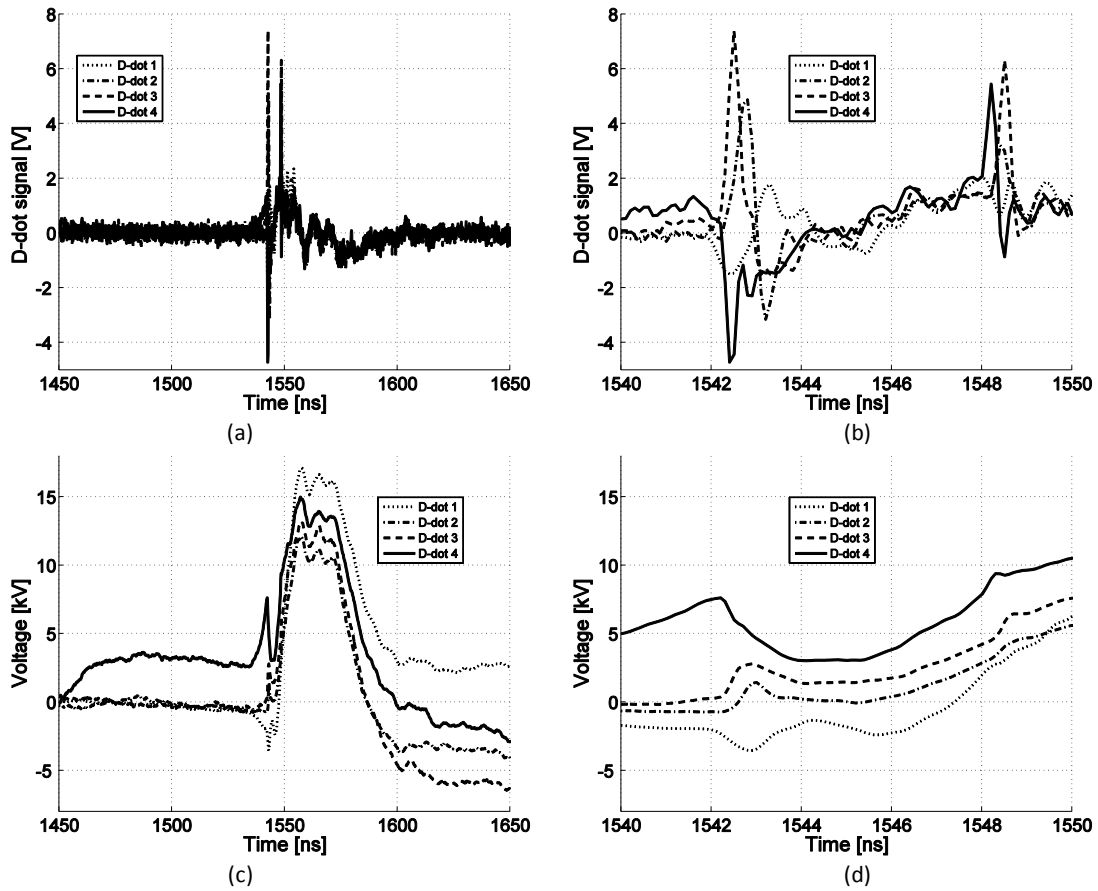 8
6
4
2
0
-2
-4
D-dot signal [V]
D-dot 1
D-dot 2
D-dot 3
D-dot 4
1450 1500 1550 1600 1650
Time [ns]
(a)
8
6
4
2
0
-2
-4
D-dot signal [V]
D-dot 1
D-dot 2
D-dot 3
D-dot 4
1540 1542 1544 1546 1548 1550
Time [ns]
(b)
15
10
5
0
-5
Voltage [kV]
D-dot 1
D-dot 2
D-dot 3
D-dot 4
1450 1500 1550 1600 1650
Time [ns]
(c)
15
10
5
0
-5
Voltage [kV]
D-dot 1
D-dot 2
D-dot 3
D-dot 4
1540 1542 1544 1546 1548 1550
Time [ns]
(d)